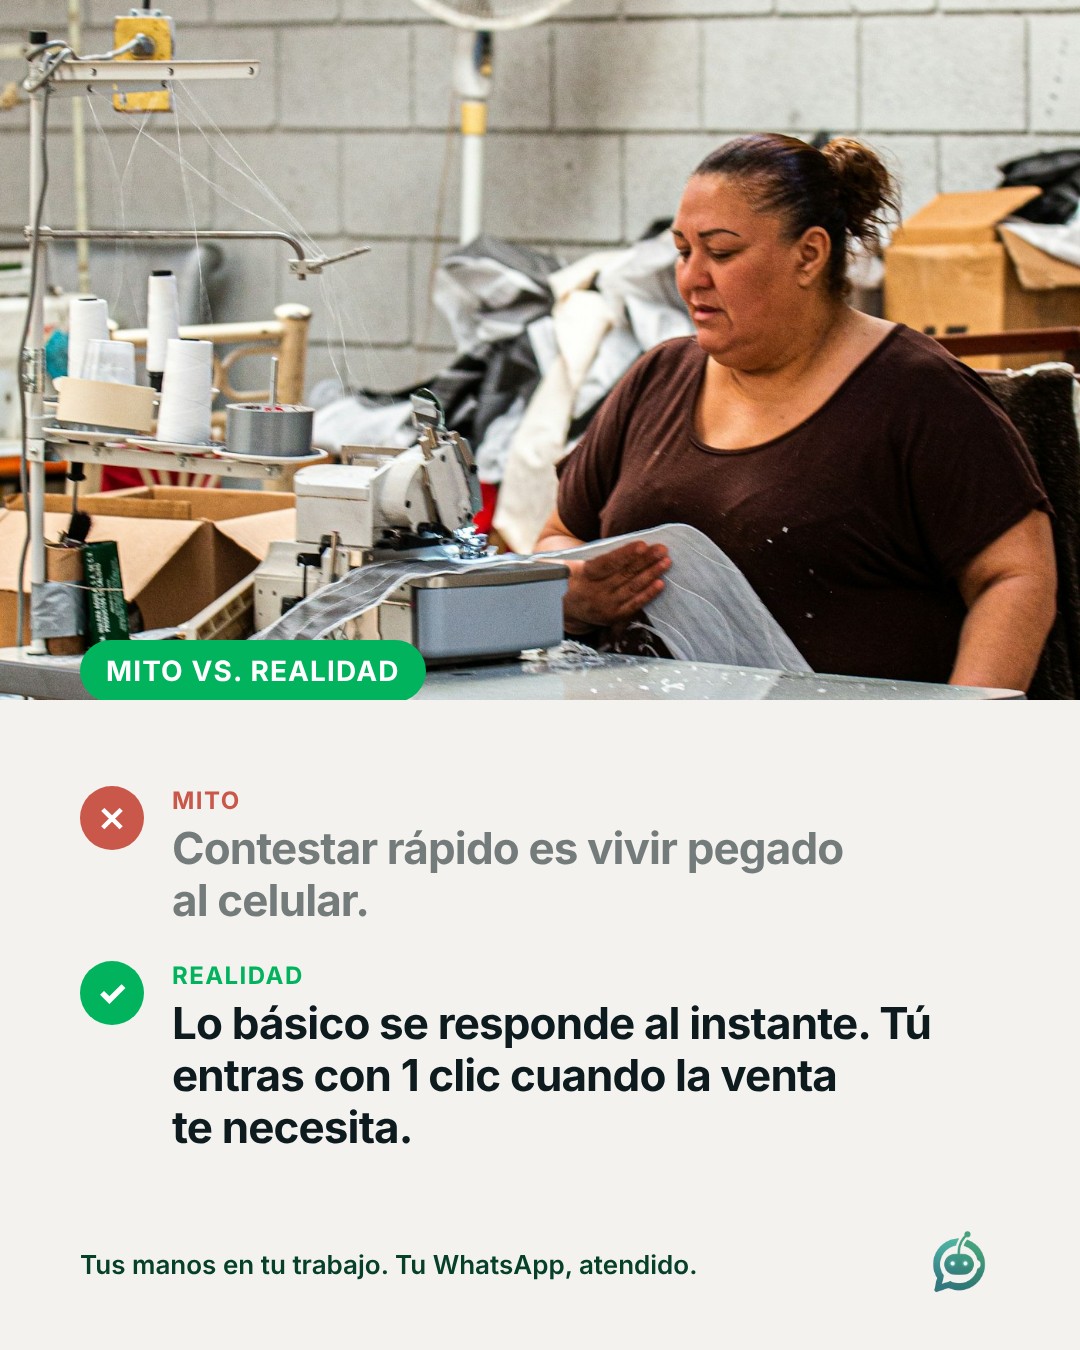 MITO VS. REALIDAD
MITO
Contestar rápido es vivir pegado
al celular.
REALIDAD
Lo básico se responde al instante. Tú
entras con 1 clic cuando la venta
te necesita.
Tus manos en tu trabajo. Tu WhatsApp, atendido.